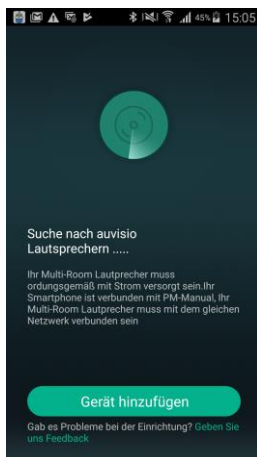 45% 15:05
Suche nach auvisio
Lautsprechern .....
Ihr Multi-Room Lautprecher muss
ordungsgemäß mit Strom versorgt sein.Ihr
Smartphone ist verbunden mit PM-Manual, Ihr
Multi-Room Lautprecher muss mit dem gleichen
Netzwerk verbunden sein
Gerät hinzufügen
Gab es Probleme bei der Einrichtung? Geben Sie
uns Feedback